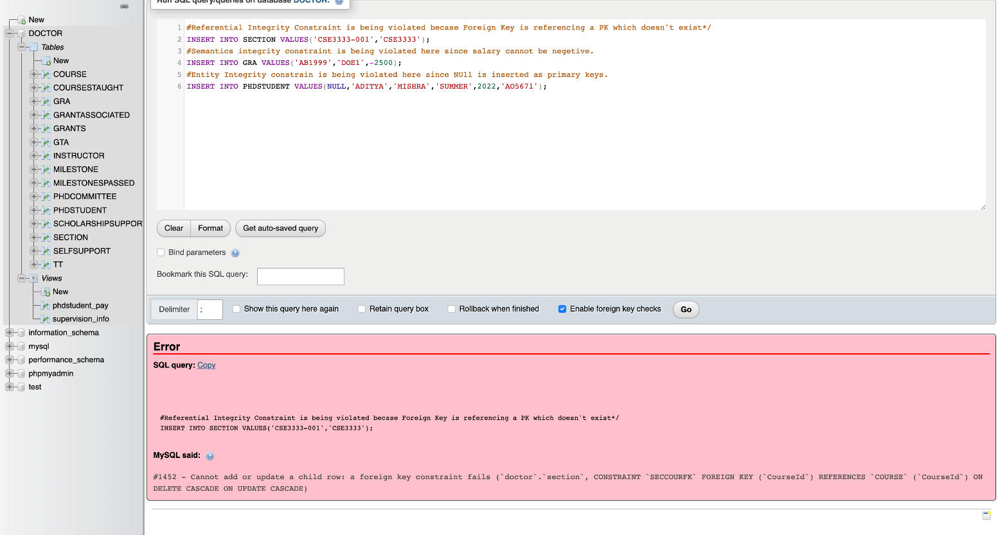 New
DOCTOR
Tables
New
COURSE
COURSESTAUGHT
GRA
GRANTASSOCIATED
GRANTS
GTA
INSTRUCTOR
MILESTONE
MILESTONESPASSED
PHDCOMMITTEE
PHDSTUDENT
SCHOLARSHIPSUPPOR
SECTION
SELFSUPPORT
TT
Views
New
phdstudent_pay
supervision_info
information_schema
mysql
performance_schema
phpmyadmin
test
Run SQL query/queries on database DOCTOR:
1 #Referential Integrity Constraint is being violated becase Foreign Key is referencing a PK which doesn't exist*/
2 INSERT INTO SECTION VALUES('CSE3333-001','CSE3333');
3 #Semantics integrity constraint is being violated here since salary cannot be negetive.
4 INSERT INTO GRA VALUES('AB1999','DOE1',-2500);
5 #Entity Integrity constrain is being violated here since NUll is inserted as primary keys.
6 INSERT INTO PHDSTUDENT VALUES(NULL,'ADITYA','MISHRA','SUMMER',2022,'AO5671');
Clear Format Get auto-saved query
Bind parameters
Bookmark this SQL query:
Delimiter ; Show this query here again Retain query box Rollback when finished Enable foreign key checks Go
Error
SQL query: Copy
#Referential Integrity Constraint is being violated becase Foreign Key is referencing a PK which doesn't exist*/
INSERT INTO SECTION VALUES('CSE3333-001','CSE3333');
MySQL said:
#1452 - Cannot add or update a child row: a foreign key constraint fails (`doctor`.`section`, CONSTRAINT `SECCOURFK` FOREIGN KEY (`CourseId`) REFERENCES `COURSE` (`CourseId`) ON
DELETE CASCADE ON UPDATE CASCADE)